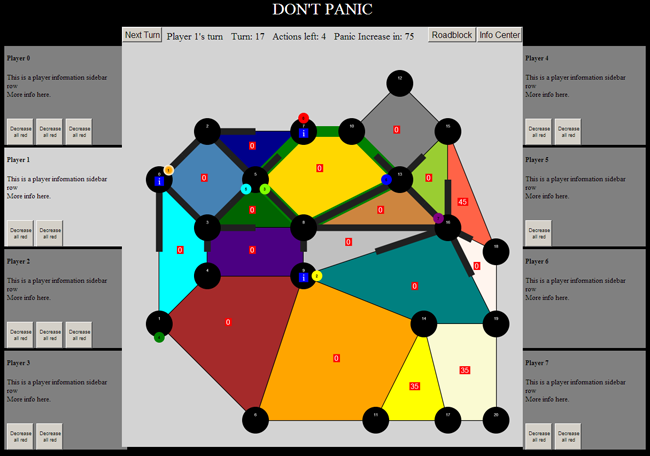 DON'T PANIC
Next Turn Player 1's turn Turn: 17 Actions left: 4 Panic Increase in: 75 Roadblock Info Center
Player 0
This is a player information sidebar
row
More info here.
Decrease all red Decrease all red Decrease all red
Player 1
This is a player information sidebar
row
More info here.
Decrease all red Decrease all red
Player 2
This is a player information sidebar
row
More info here.
Decrease all red Decrease all red Decrease all red
Player 3
This is a player information sidebar
row
More info here.
Decrease all red Decrease all red
12
2
7
i
10
15
0
0
0
0
i
5
13
0
0
0
45
3
8
16
0
0
0
18
4
9
i
0
0
1
14
19
0
0
35
35
6
11
17
20
Player 4
This is a player information sidebar
row
More info here.
Decrease all red Decrease all red
Player 5
This is a player information sidebar
row
More info here.
Decrease all red
Player 6
This is a player information sidebar
row
More info here.
Player 7
This is a player information sidebar
row
More info here.
Decrease all red Decrease all red